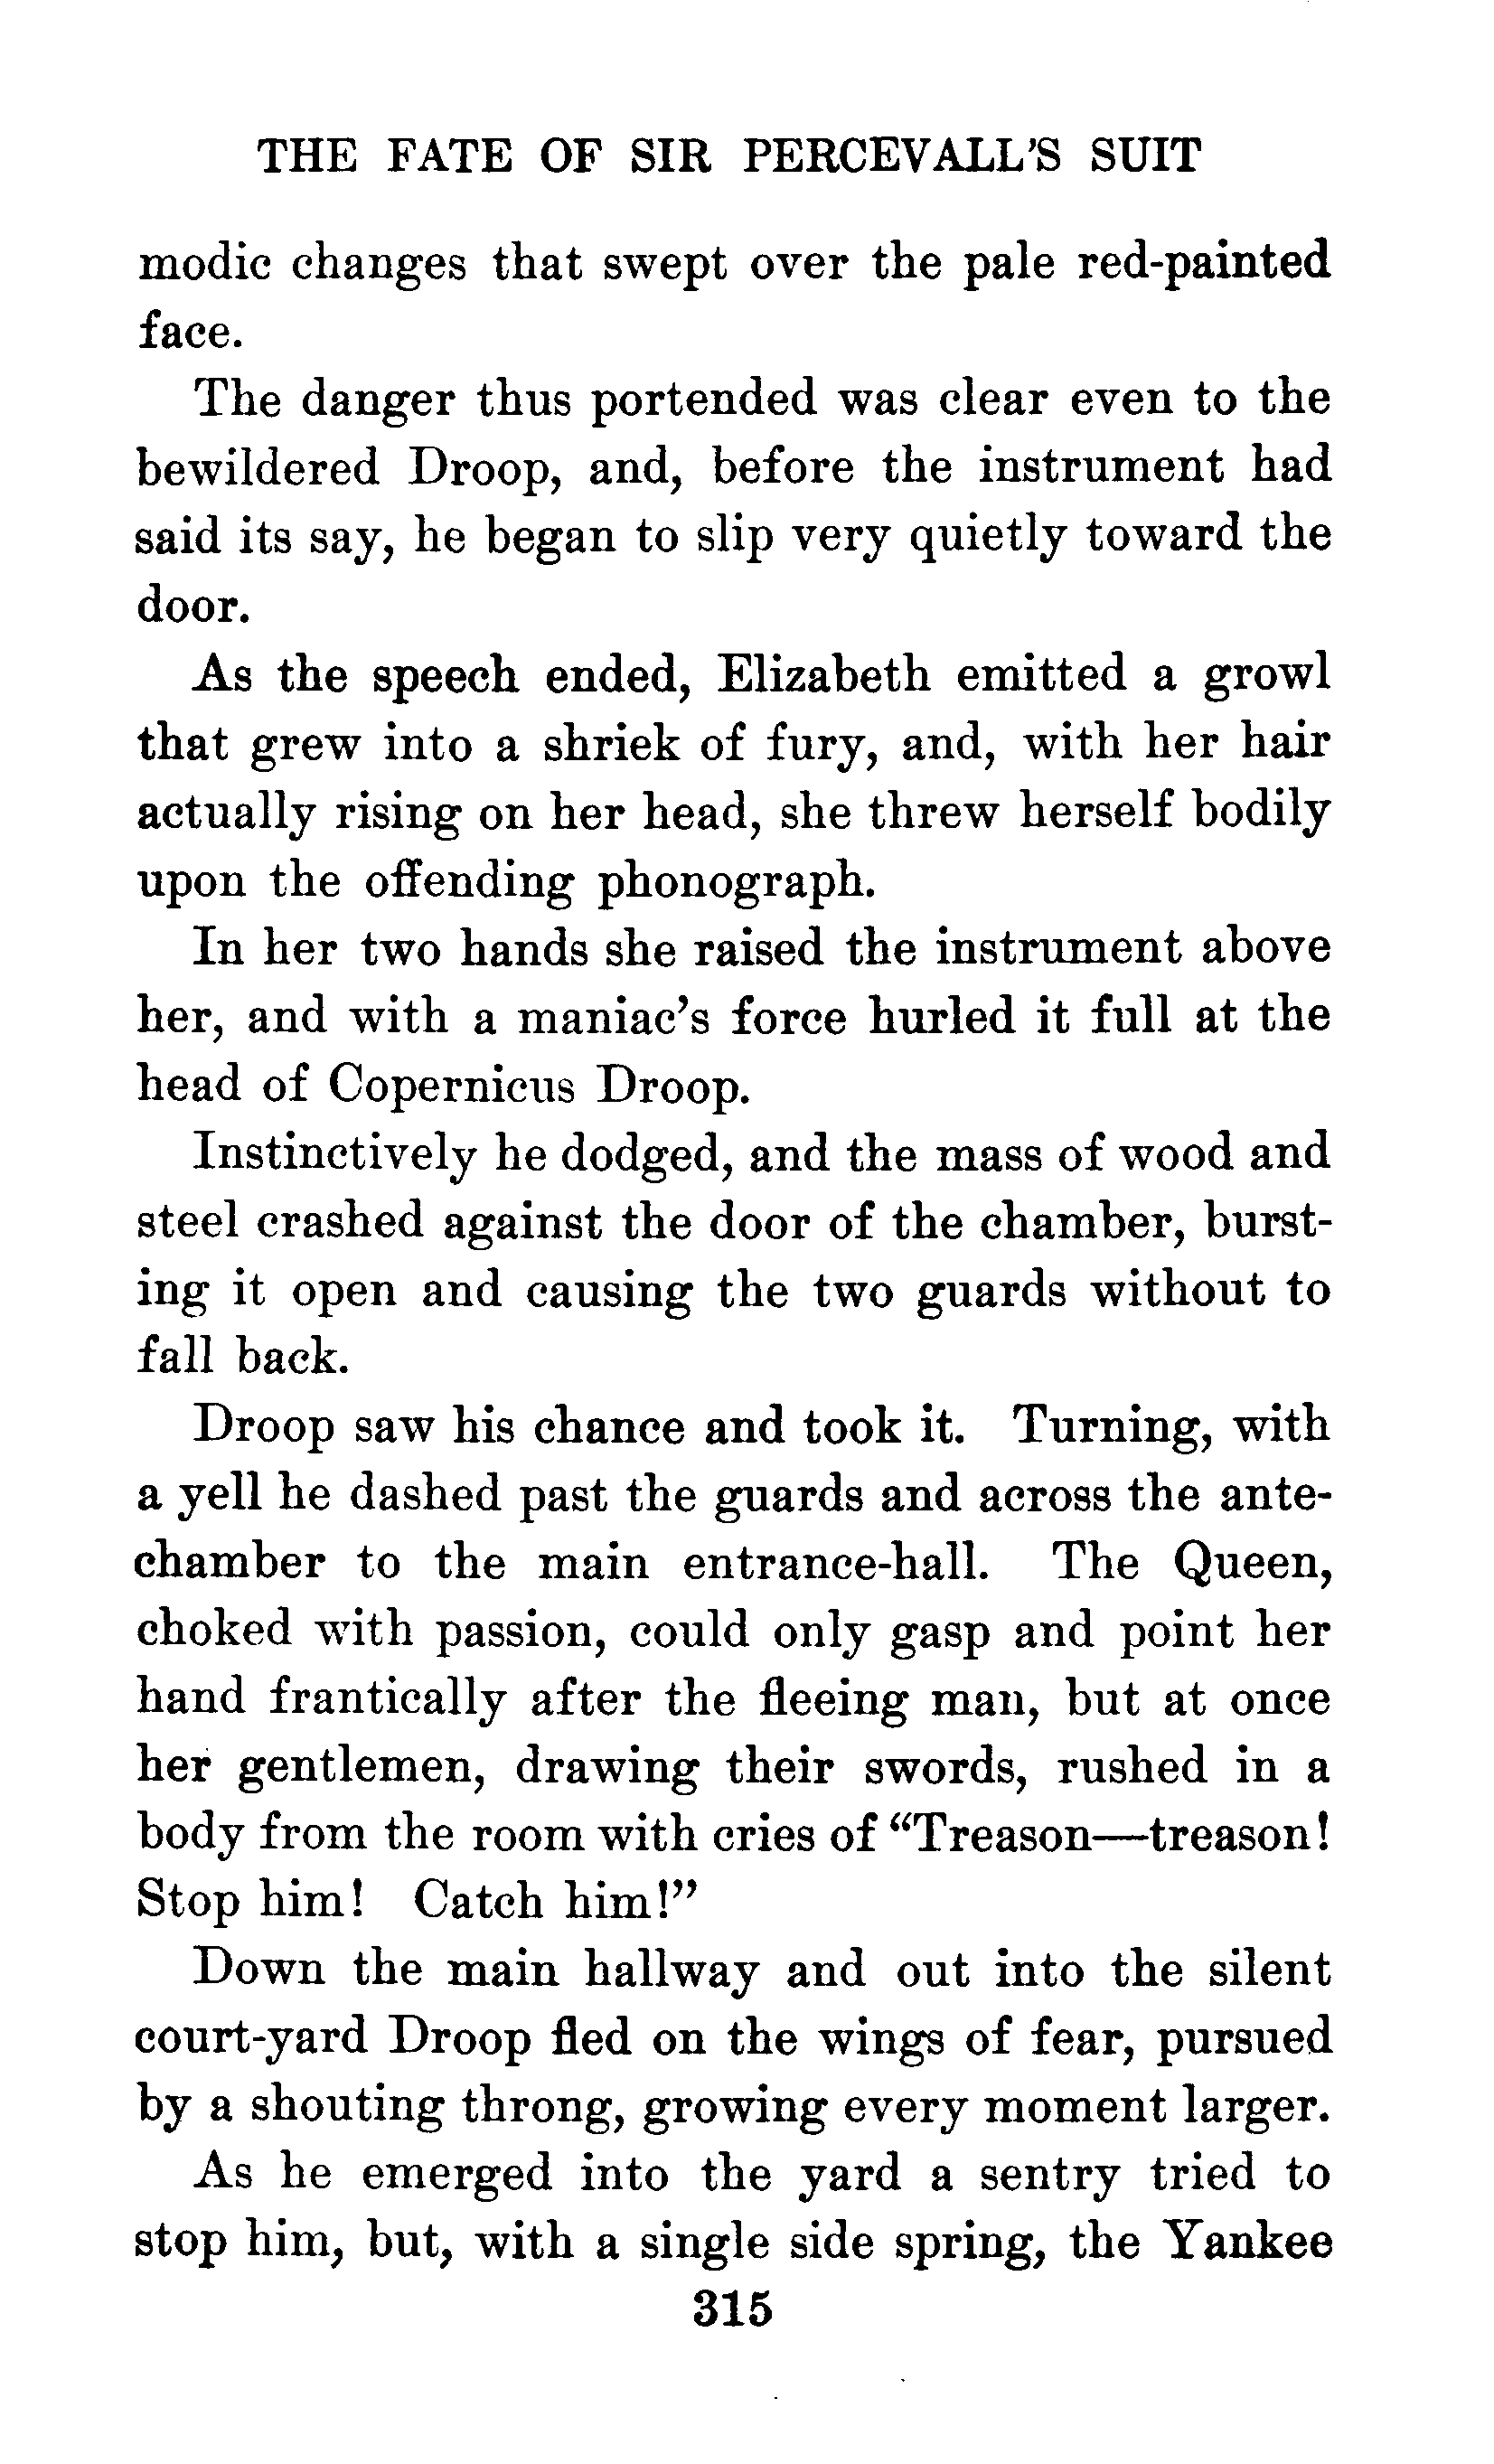 THE FATE OF SIR PERCEVALL'S SUIT
modic changes that swept over the pale red-painted
face.
The danger thus portended was clear even to the
bewildered Droop, and, before the instrument had
said its say, he began to slip very quietly toward the
door.
As the speech ended, Elizabeth emitted a growl
that grew into a shriek of fury, and, with her hair
actually rising on her head, she threw herself bodily
upon the offending phonograph.
In her two hands she raised the instrument above
her, and with a maniac's force hurled it full at the
head of Copernicus Droop.
Instinctively he dodged, and the mass of wood and
steel crashed against the door of the chamber, burst-
ing it open and causing the two guards without to
fall back.
Droop saw his chance and took it. Turning, with
a yell he dashed past the guards and across the ante-
chamber to the main entrance-hall. The Queen,
choked with passion, could only gasp and point her
hand frantically after the fleeing man, but at once
her gentlemen, drawing their swords, rushed in a
body from the room with cries of "Treason—treason!
Stop him! Catch him!"
Down the main hallway and out into the silent
court-yard Droop fled on the wings of fear, pursued
by a shouting throng, growing every moment larger.
As he emerged into the yard a sentry tried to
stop him, but, with a single side spring, the Yankee
315